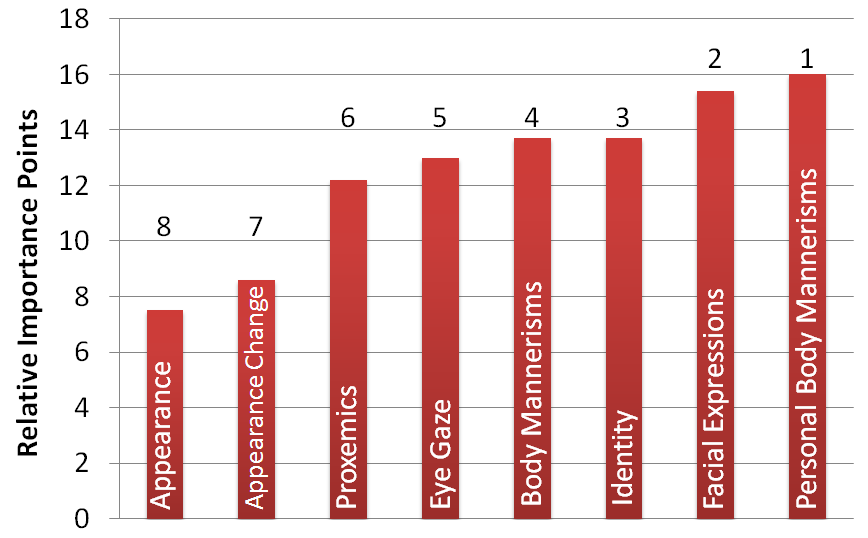 Relative Importance Points
18
16
14
12
10
8
6
4
2
0
8
7
6
5
4
3
2
1
Appearance
Appearance Change
Proxemics
Eye Gaze
Body Mannerisms
Identity
Facial Expressions
Personal Body Mannerisms